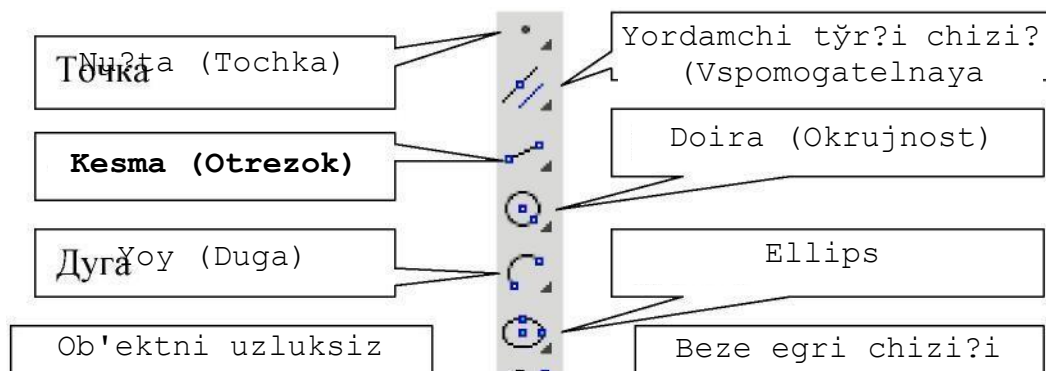 Точка
Nu?ta (Tochka)
Yordamchi tўr?i chizi?
(Vspomogatelnaya
Kesma (Otrezok)
Doira (Okrujnost)
Дуга
Yoy (Duga)
Ellips
Ob'ektni uzluksiz
Beze egri chizi?i